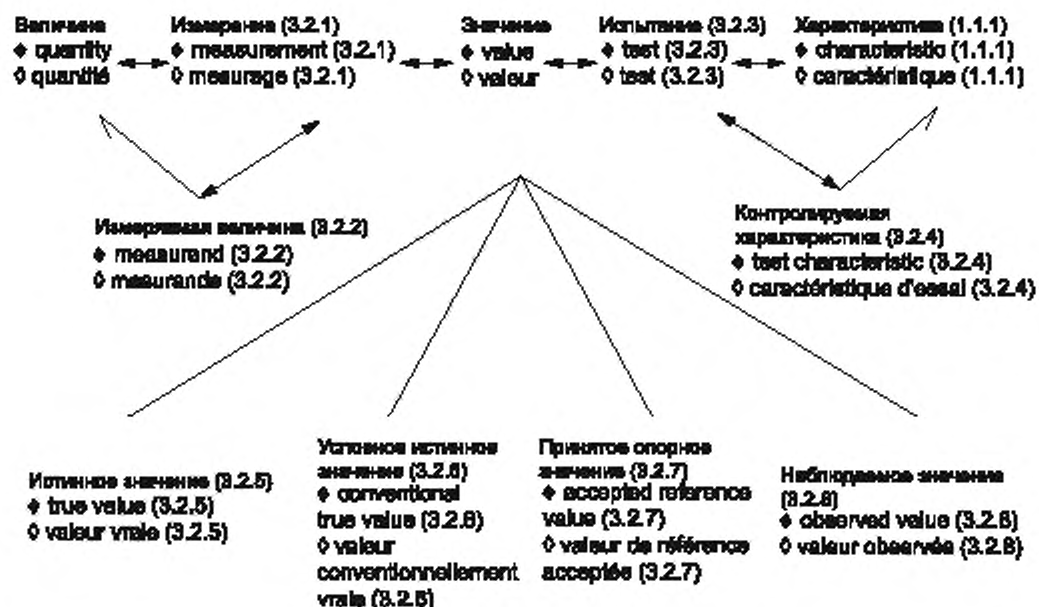 Величина
♦ quantity
◊ quantité
Измерение (3.2.1)
♦ measurement (3.2.1)
◊ mesurage (3.2.1)
Значение
♦ value
◊ valeur
Испытание (3.2.3)
♦ test (3.2.3)
◊ test (3.2.3)
Характеристика (1.1.1)
♦ characteristic (1.1.1)
◊ caractéristique (1.1.1)
Измеряемая величина (3.2.2)
♦ measurand (3.2.2)
◊ mesurande (3.2.2)
Контролируемая
характеристика (3.2.4)
♦ test characteristic (3.2.4)
◊ caractéristique d'essai (3.2.4)
Истинное значение (3.2.5)
♦ true value (3.2.5)
◊ valeur vraie (3.2.5)
Условное истинное
значение (3.2.6)
♦ conventional
true value (3.2.6)
◊ valeur
conventionnellement
vraie (3.2.6)
Принятое опорное
значение (3.2.7)
♦ accepted reference
value (3.2.7)
◊ valeur de référence
acceptée (3.2.7)
Наблюдаемое значение
(3.2.8)
♦ observed value (3.2.8)
◊ valeur observée (3.2.8)